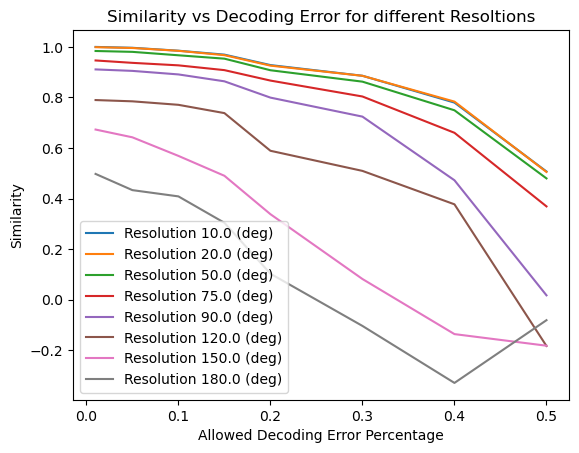 Similarity vs Decoding Error for different Resoltions
Similarity
1.0
0.8
0.6
0.4
0.2
0.0
−0.2
Resolution 10.0 (deg)
Resolution 20.0 (deg)
Resolution 50.0 (deg)
Resolution 75.0 (deg)
Resolution 90.0 (deg)
Resolution 120.0 (deg)
Resolution 150.0 (deg)
Resolution 180.0 (deg)
0.0 0.1 0.2 0.3 0.4 0.5
Allowed Decoding Error Percentage